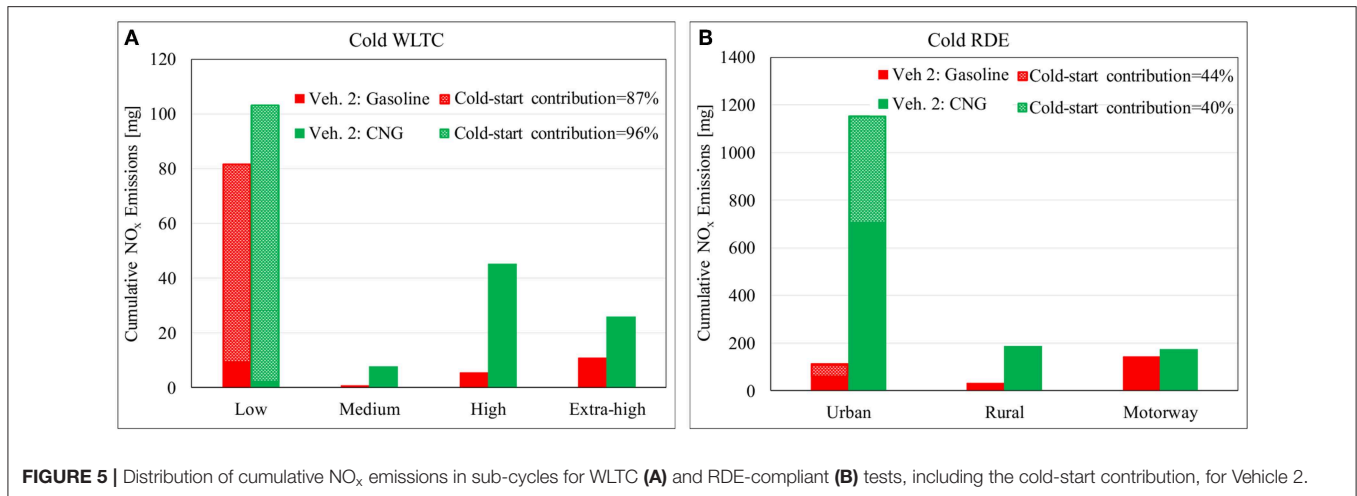 A
Cold WLTC
Cumulative NOx Emissions [mg]
120
100
80
60
40
20
0
Veh. 2: Gasoline
Cold-start contribution=87%
Veh. 2: CNG
Cold-start contribution=96%
Low Medium High Extra-high
B
Cold RDE
Cumulative NOx Emissions [mg]
1400
1200
1000
800
600
400
200
0
Veh 2: Gasoline
Cold-start contribution=44%
Veh. 2: CNG
Cold-start contribution=40%
Urban Rural Motorway
FIGURE 5 | Distribution of cumulative NOx emissions in sub-cycles for WLTC (A) and RDE-compliant (B) tests, including the cold-start contribution, for Vehicle 2.